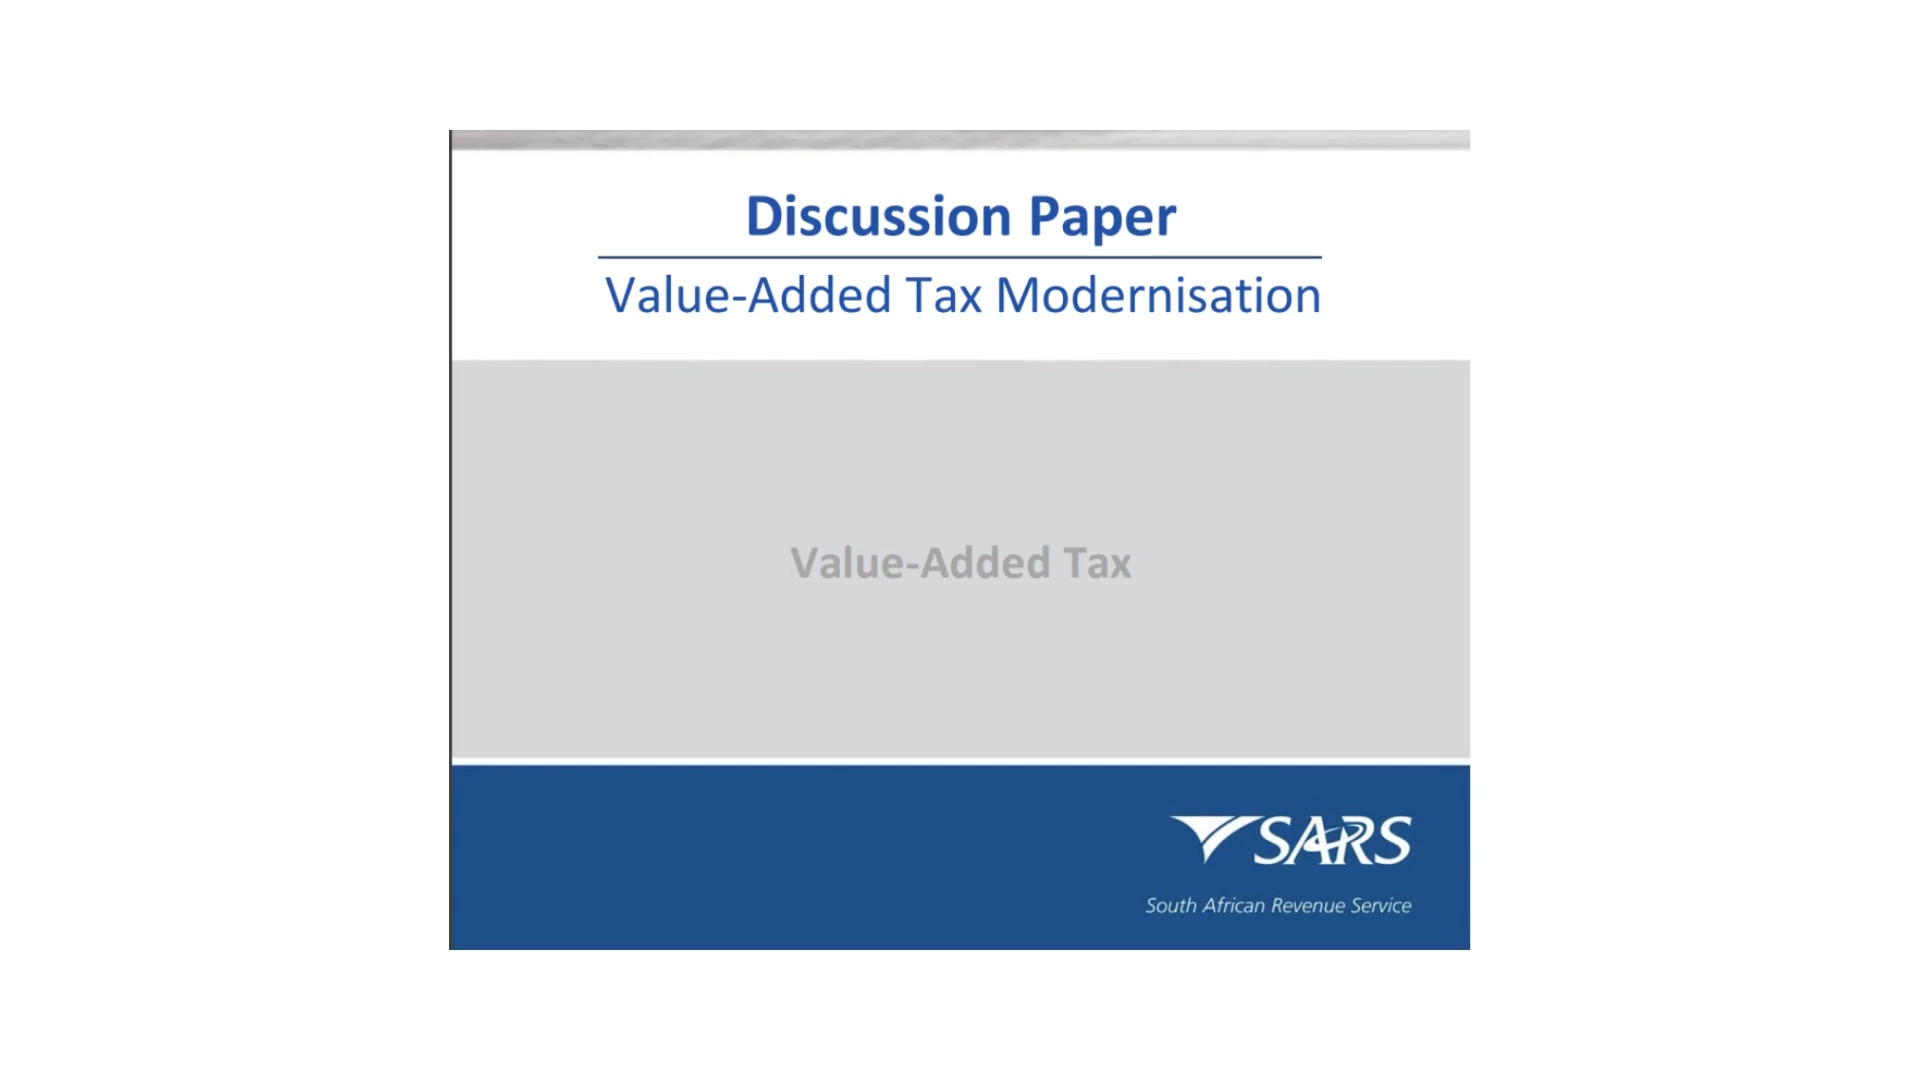 Discussion Paper
Value-Added Tax Modernisation
Value-Added Tax
SARS
South African Revenue Service